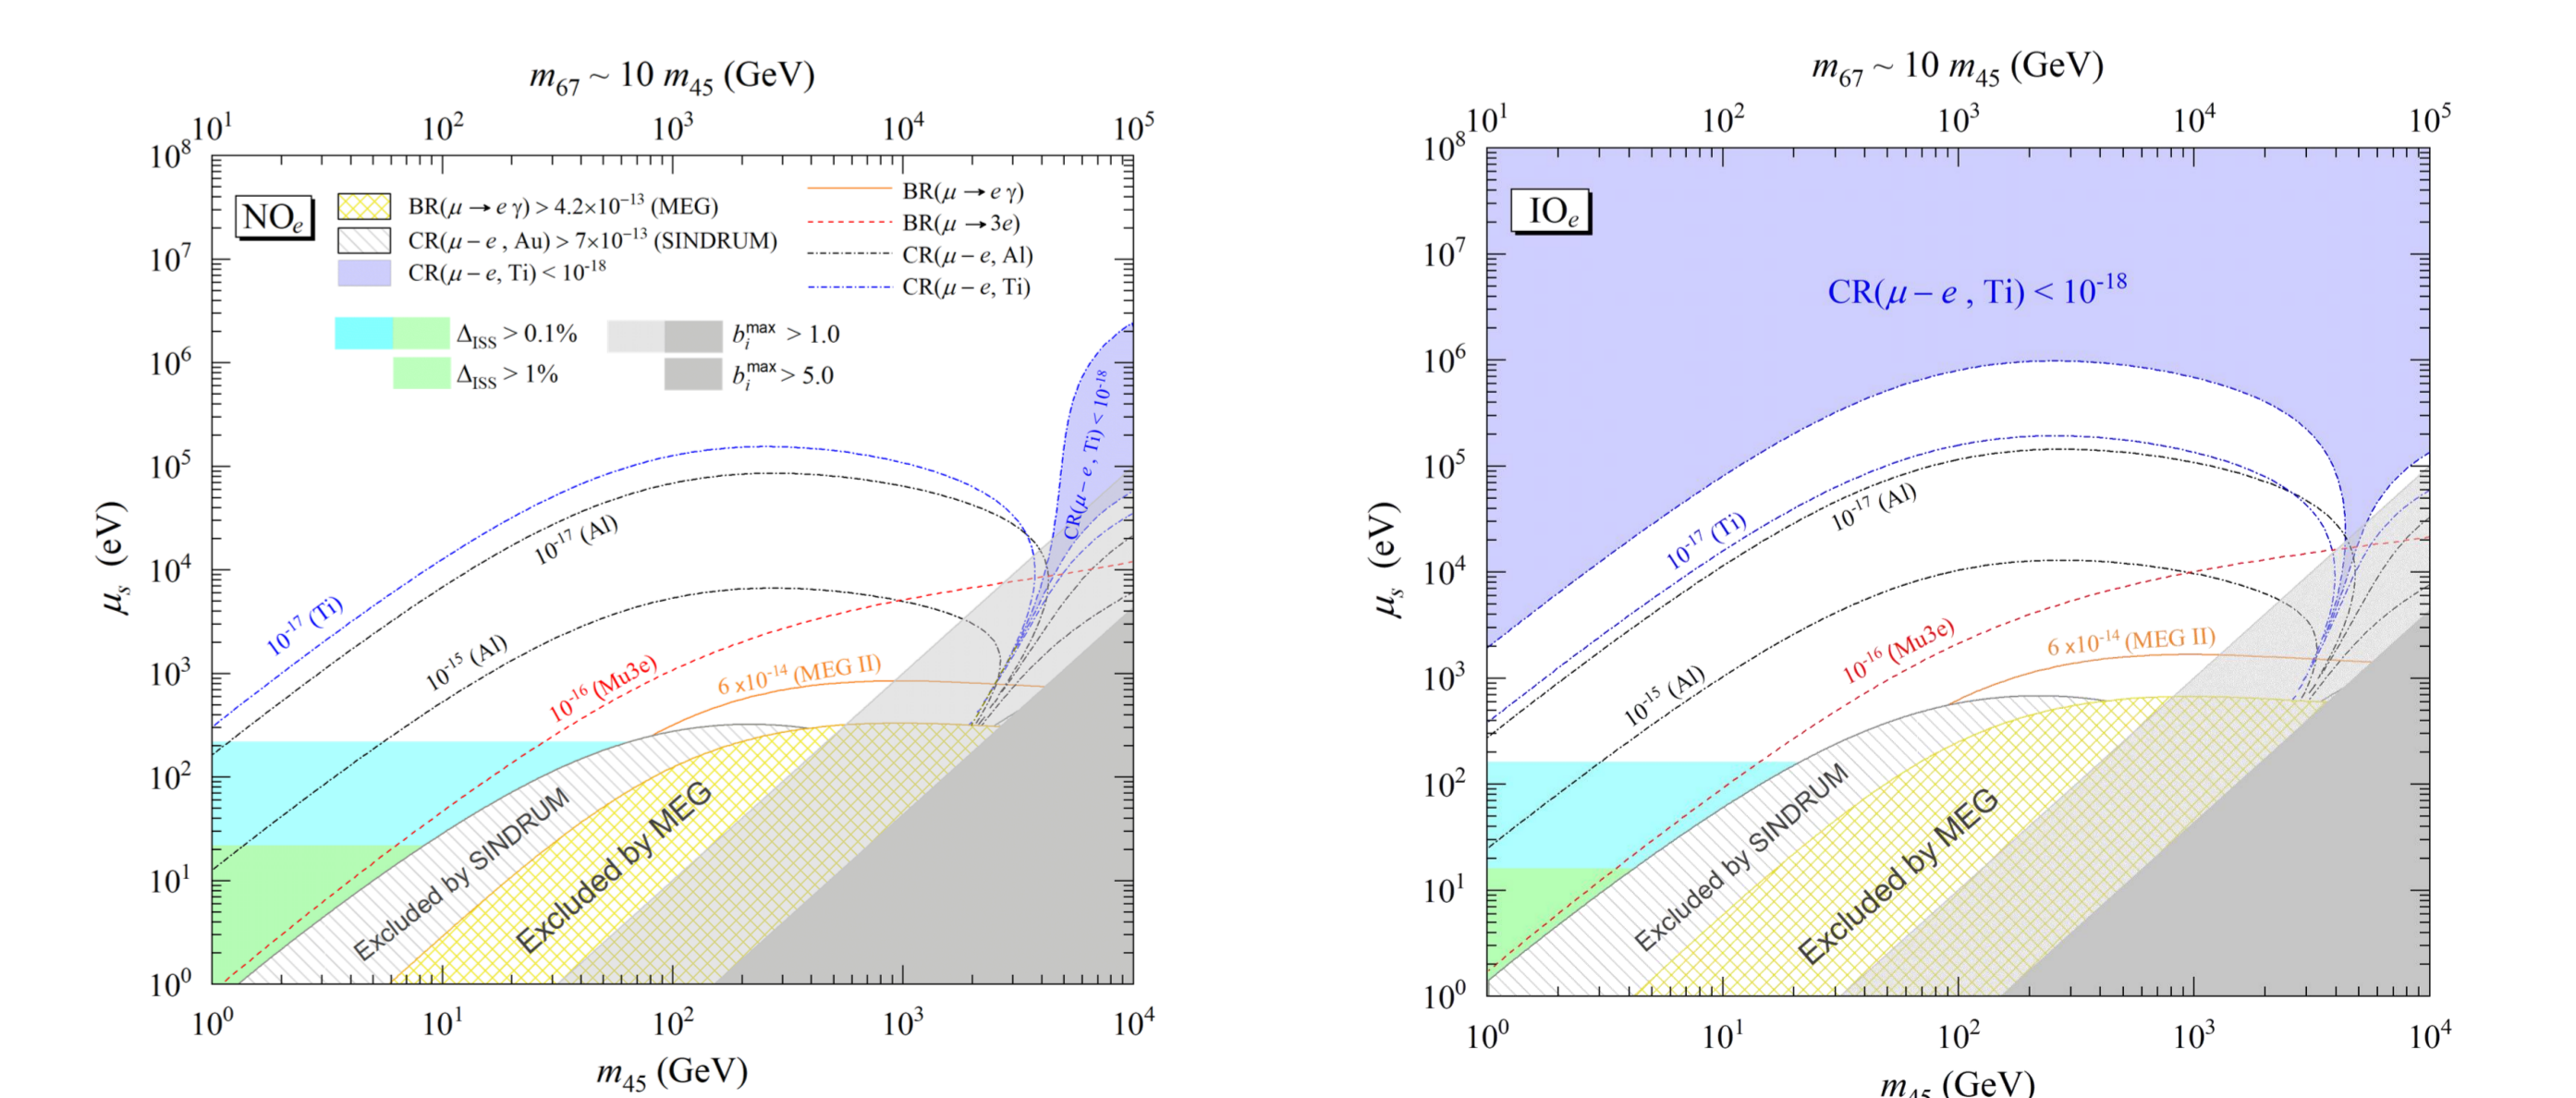 m₆₇ ~ 10 m₄₅ (GeV)
10¹ 10² 10³ 10⁴ 10⁵
NOₑ
BR(μ → e γ) > 4.2×10⁻¹³ (MEG)
CR(μ − e , Au) > 7×10⁻¹³ (SINDRUM)
CR(μ − e, Ti) < 10⁻¹⁸
BR(μ → e γ)
BR(μ → 3e)
CR(μ − e, Al)
CR(μ − e, Ti)
Δ_ISS > 0.1%
Δ_ISS > 1%
bᵢᵐᵃˣ > 1.0
bᵢᵐᵃˣ > 5.0
10⁸
10⁷
10⁶
10⁵
10⁴
10³
10²
10¹
10⁰
μₛ (eV)
CR(μ − e , Ti) < 10⁻¹⁸
10⁻¹⁷ (Ti)
10⁻¹⁷ (Al)
10⁻¹⁵ (Al)
10⁻¹⁶ (Mu3e)
6 x10⁻¹⁴ (MEG II)
Excluded by SINDRUM
Excluded by MEG
10⁰ 10¹ 10² 10³ 10⁴
m₄₅ (GeV)
m₆₇ ~ 10 m₄₅ (GeV)
10¹ 10² 10³ 10⁴ 10⁵
IOₑ
10⁸
10⁷
10⁶
10⁵
10⁴
10³
10²
10¹
10⁰
μₛ (eV)
CR(μ − e , Ti) < 10⁻¹⁸
10⁻¹⁷ (Ti)
10⁻¹⁷ (Al)
10⁻¹⁵ (Al)
10⁻¹⁶ (Mu3e)
6 x10⁻¹⁴ (MEG II)
Excluded by SINDRUM
Excluded by MEG
10⁰ 10¹ 10² 10³ 10⁴
m₄₅ (GeV)